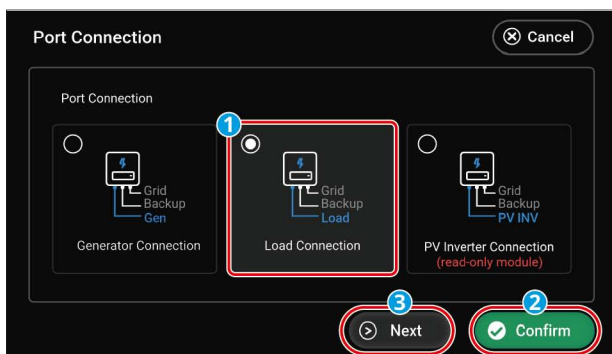 Port Connection
Cancel
Port Connection
1
Grid
Backup
Gen
Generator Connection
Grid
Backup
Load
Load Connection
Grid
Backup
PV INV
PV Inverter Connection
(read-only module)
3
Next
2
Confirm